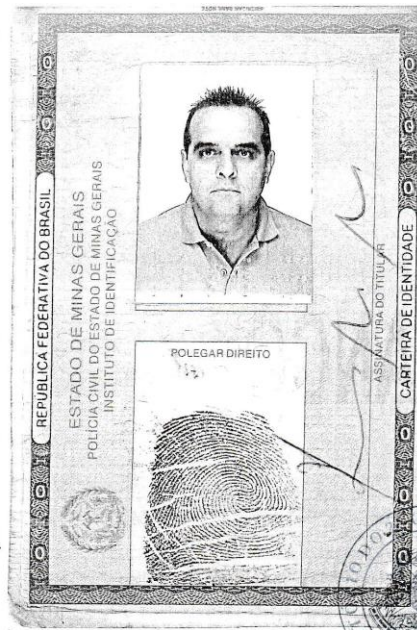 REPÚBLICA FEDERATIVA DO BRASIL
ESTADO DE MINAS GERAIS
POLÍCIA CIVIL DO ESTADO DE MINAS GERAIS
INSTITUTO DE IDENTIFICAÇÃO
POLEGAR DIREITO
ASSINATURA DO TITULAR
CARTEIRA DE IDENTIDADE